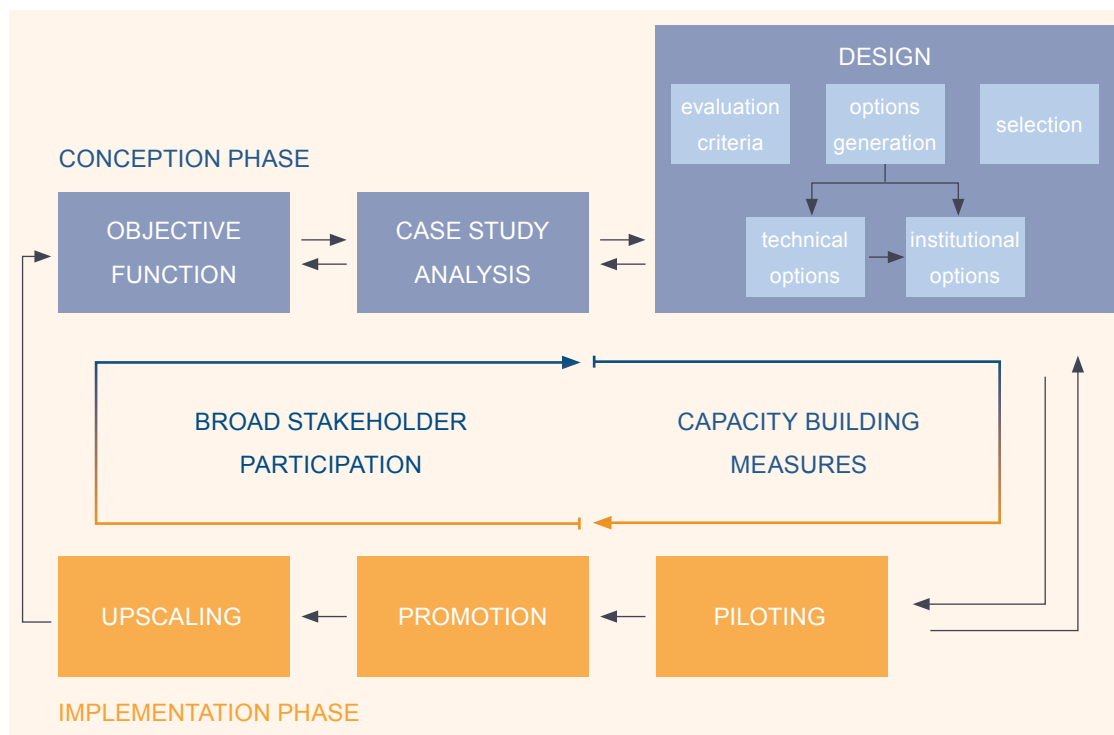 CONCEPTION PHASE
OBJECTIVE
FUNCTION
CASE STUDY
ANALYSIS
DESIGN
evaluation
criteria
options
generation
selection
technical
options
institutional
options
BROAD STAKEHOLDER
PARTICIPATION
CAPACITY BUILDING
MEASURES
UPSCALING
PROMOTION
PILOTING
IMPLEMENTATION PHASE